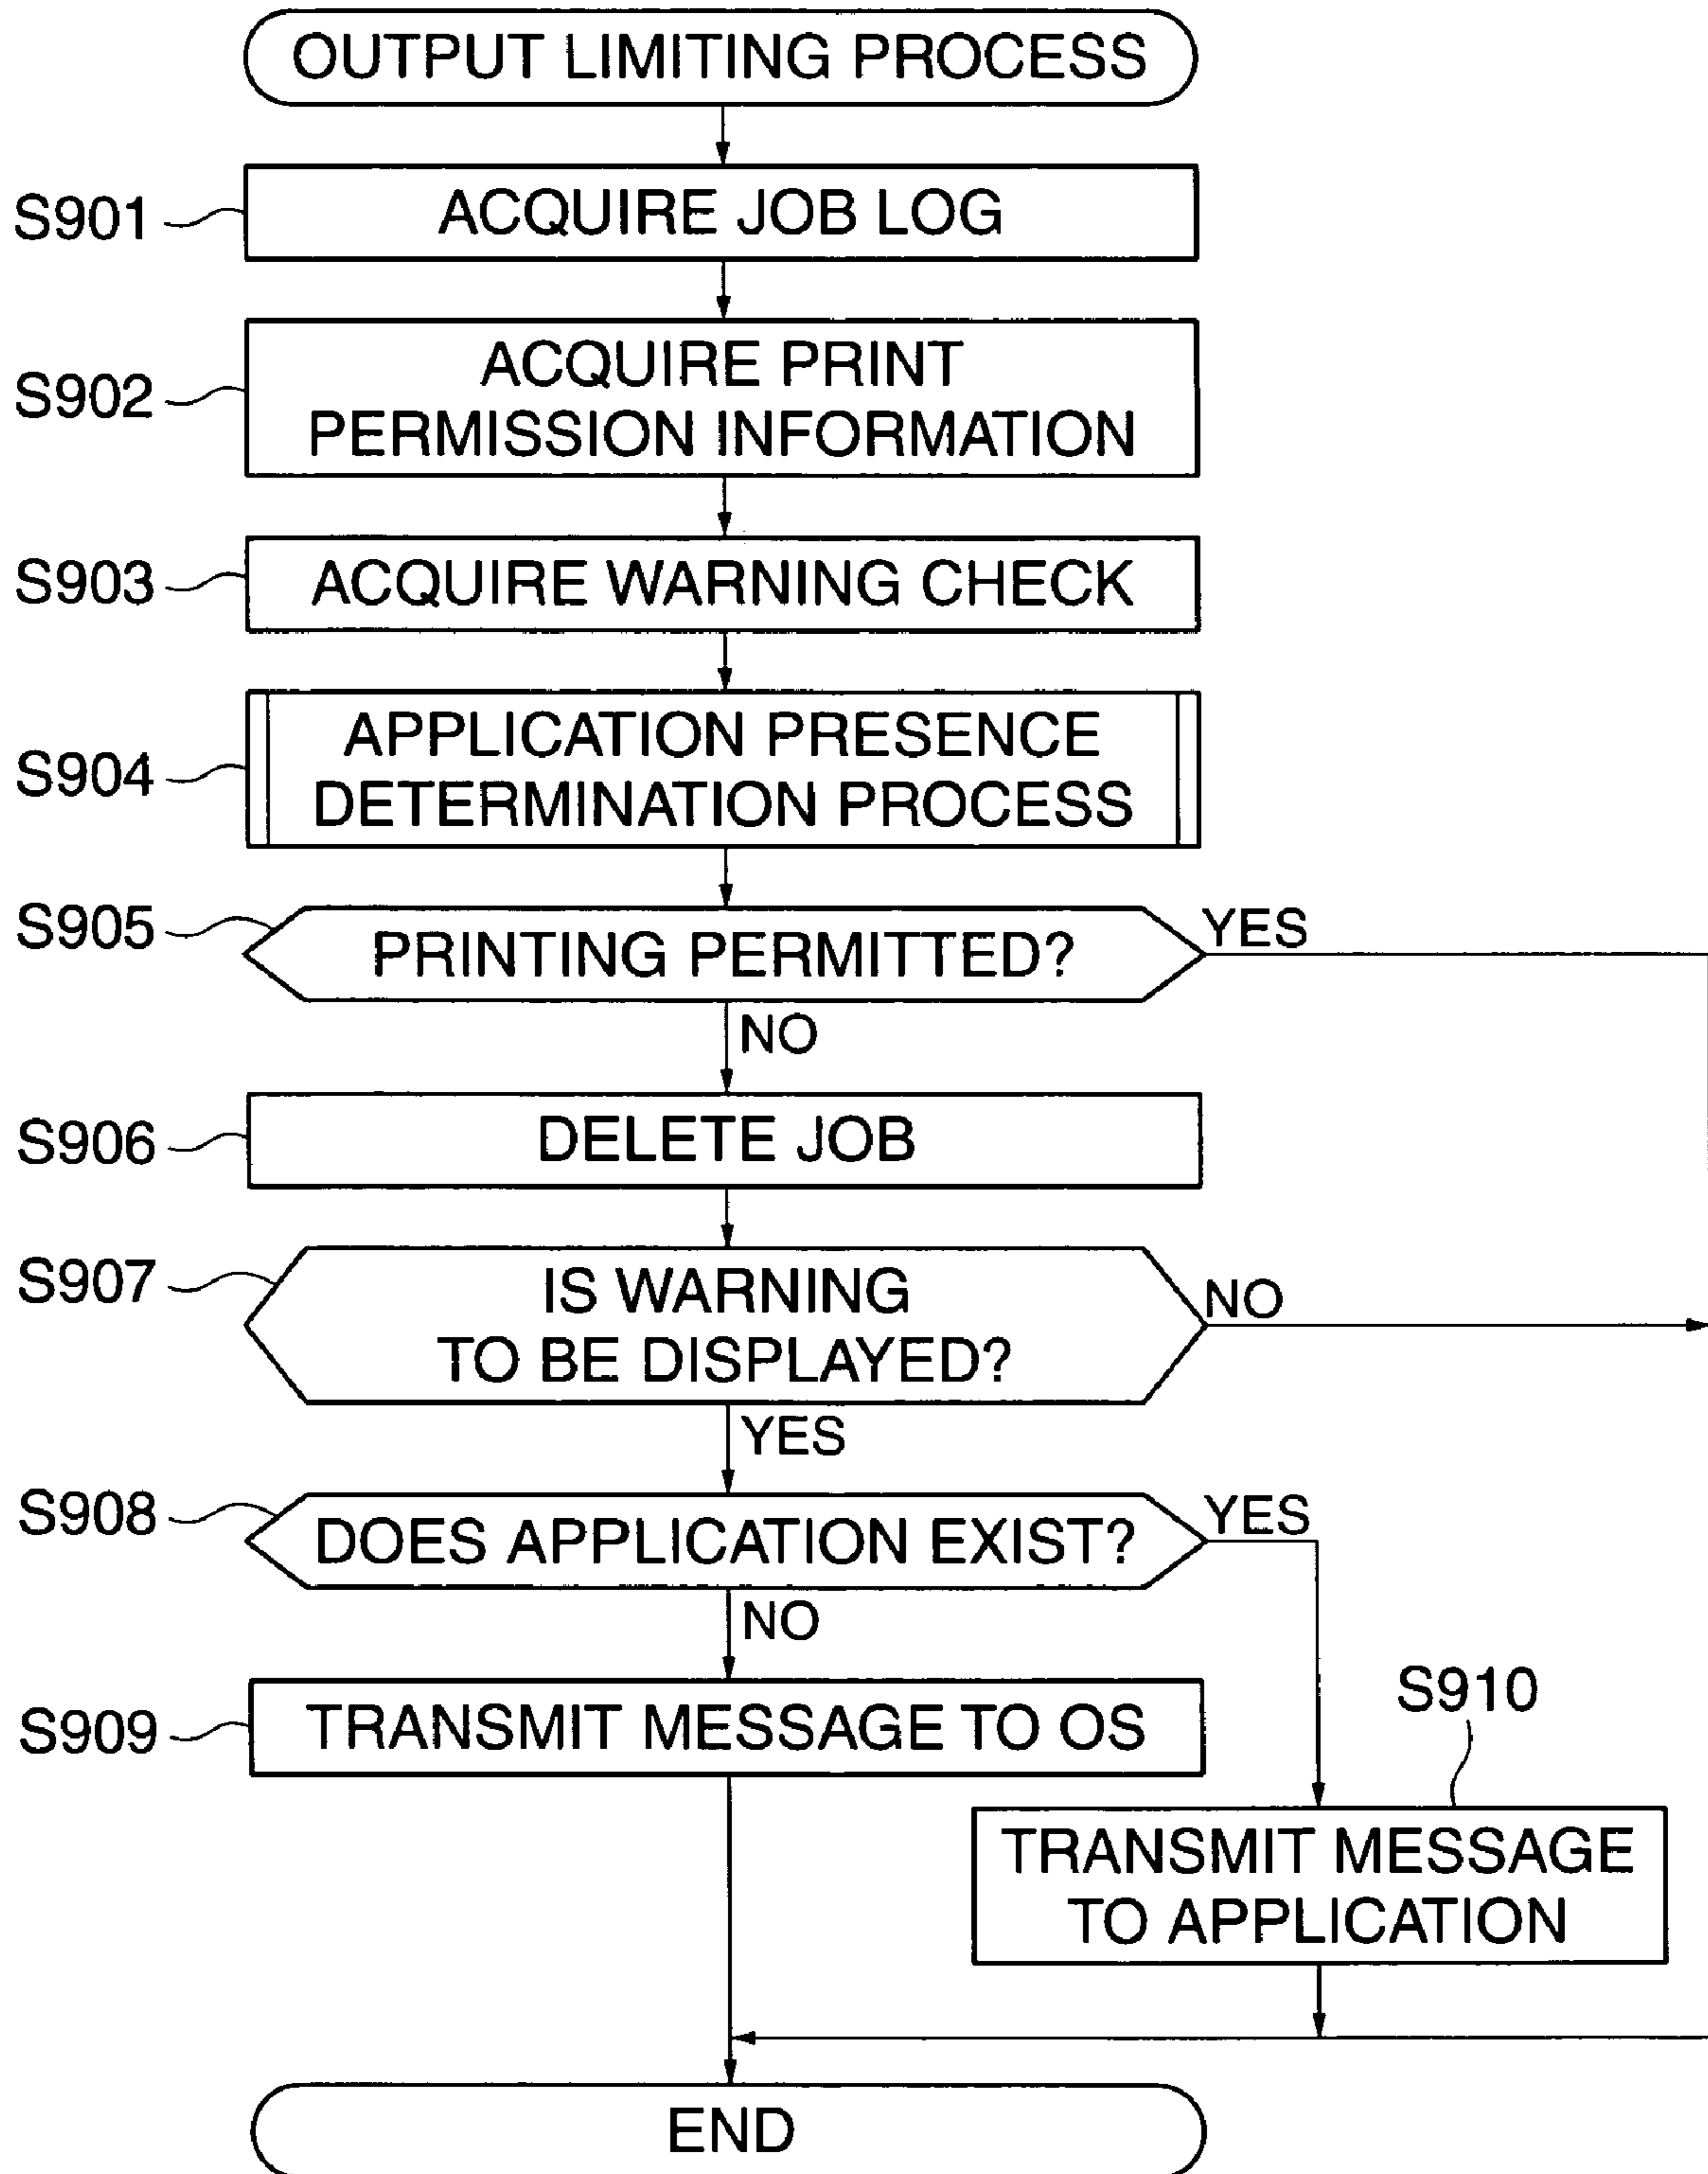 OUTPUT LIMITING PROCESS
S901
ACQUIRE JOB LOG
S902
ACQUIRE PRINT
PERMISSION INFORMATION
S903
ACQUIRE WARNING CHECK
S904
APPLICATION PRESENCE
DETERMINATION PROCESS
S905
PRINTING PERMITTED?
YES
NO
S906
DELETE JOB
S907
IS WARNING
TO BE DISPLAYED?
NO
YES
S908
DOES APPLICATION EXIST?
YES
NO
S909
TRANSMIT MESSAGE TO OS
S910
TRANSMIT MESSAGE
TO APPLICATION
END